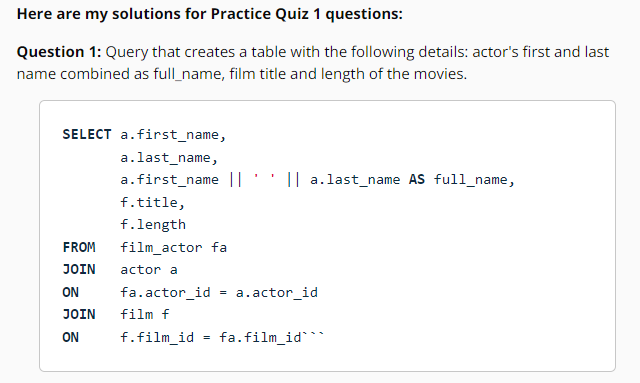 Here are my solutions for Practice Quiz 1 questions:
Question 1: Query that creates a table with the following details: actor's first and last
name combined as full_name, film title and length of the movies.
SELECT a.first_name,
a.last_name,
a.first_name || ' ' || a.last_name AS full_name,
f.title,
f.length
FROM film_actor fa
JOIN actor a
ON fa.actor_id = a.actor_id
JOIN film f
ON f.film_id = fa.film_id```